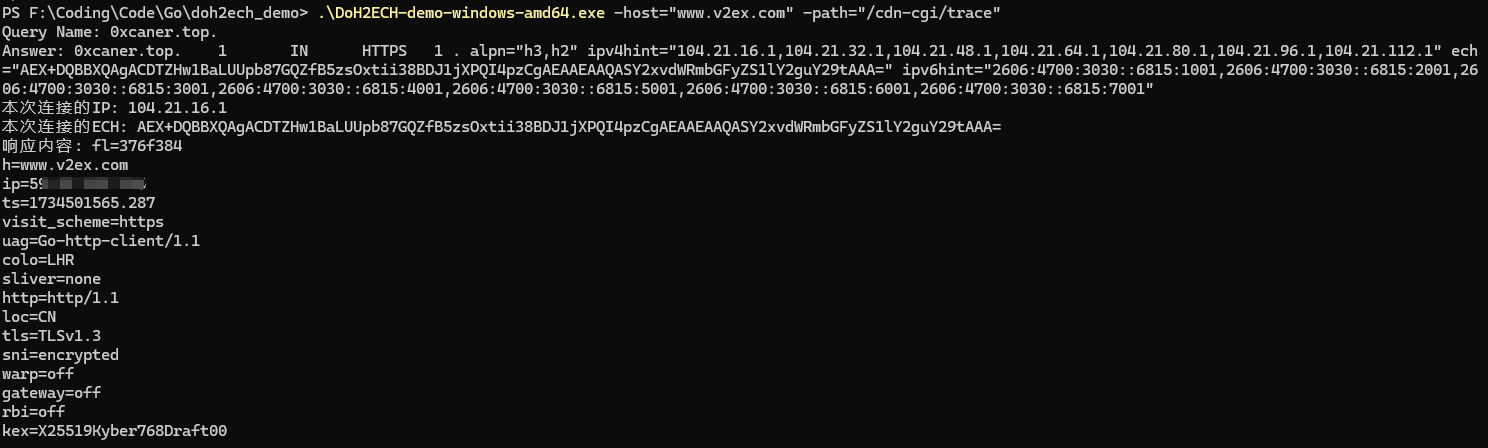 PS F:\Coding\Code\Go\doh2ech_demo> .\DoH2ECH-demo-windows-amd64.exe -host="www.v2ex.com" -path="/cdn-cgi/trace"
Query Name: 0xcaner.top.
Answer: 0xcaner.top.    1       IN      HTTPS   1 . alpn="h3,h2" ipv4hint="104.21.16.1,104.21.32.1,104.21.48.1,104.21.64.1,104.21.80.1,104.21.96.1,104.21.112.1" ech
="AEX+DQBBXQAgACDTZHw1BaLUUpb87GQZfB5zsOxtii38BDJ1jXPQI4pzCgAEAAEAAQASY2xvdWRmbGFyZS1lY2guY29tAAA=" ipv6hint="2606:4700:3030::6815:1001,2606:4700:3030::6815:2001,260
6:4700:3030::6815:3001,2606:4700:3030::6815:4001,2606:4700:3030::6815:5001,2606:4700:3030::6815:6001,2606:4700:3030::6815:7001"
本次连接的IP: 104.21.16.1
本次连接的ECH: AEX+DQBBXQAgACDTZHw1BaLUUpb87GQZfB5zsOxtii38BDJ1jXPQI4pzCgAEAAEAAQASY2xvdWRmbGFyZS1lY2guY29tAAA=
响应内容: fl=376f384
h=www.v2ex.com
ip=59
ts=1734501565.287
visit_scheme=https
uag=Go-http-client/1.1
colo=LHR
sliver=none
http=http/1.1
loc=CN
tls=TLSv1.3
sni=encrypted
warp=off
gateway=off
rbi=off
kex=X25519Kyber768Draft00